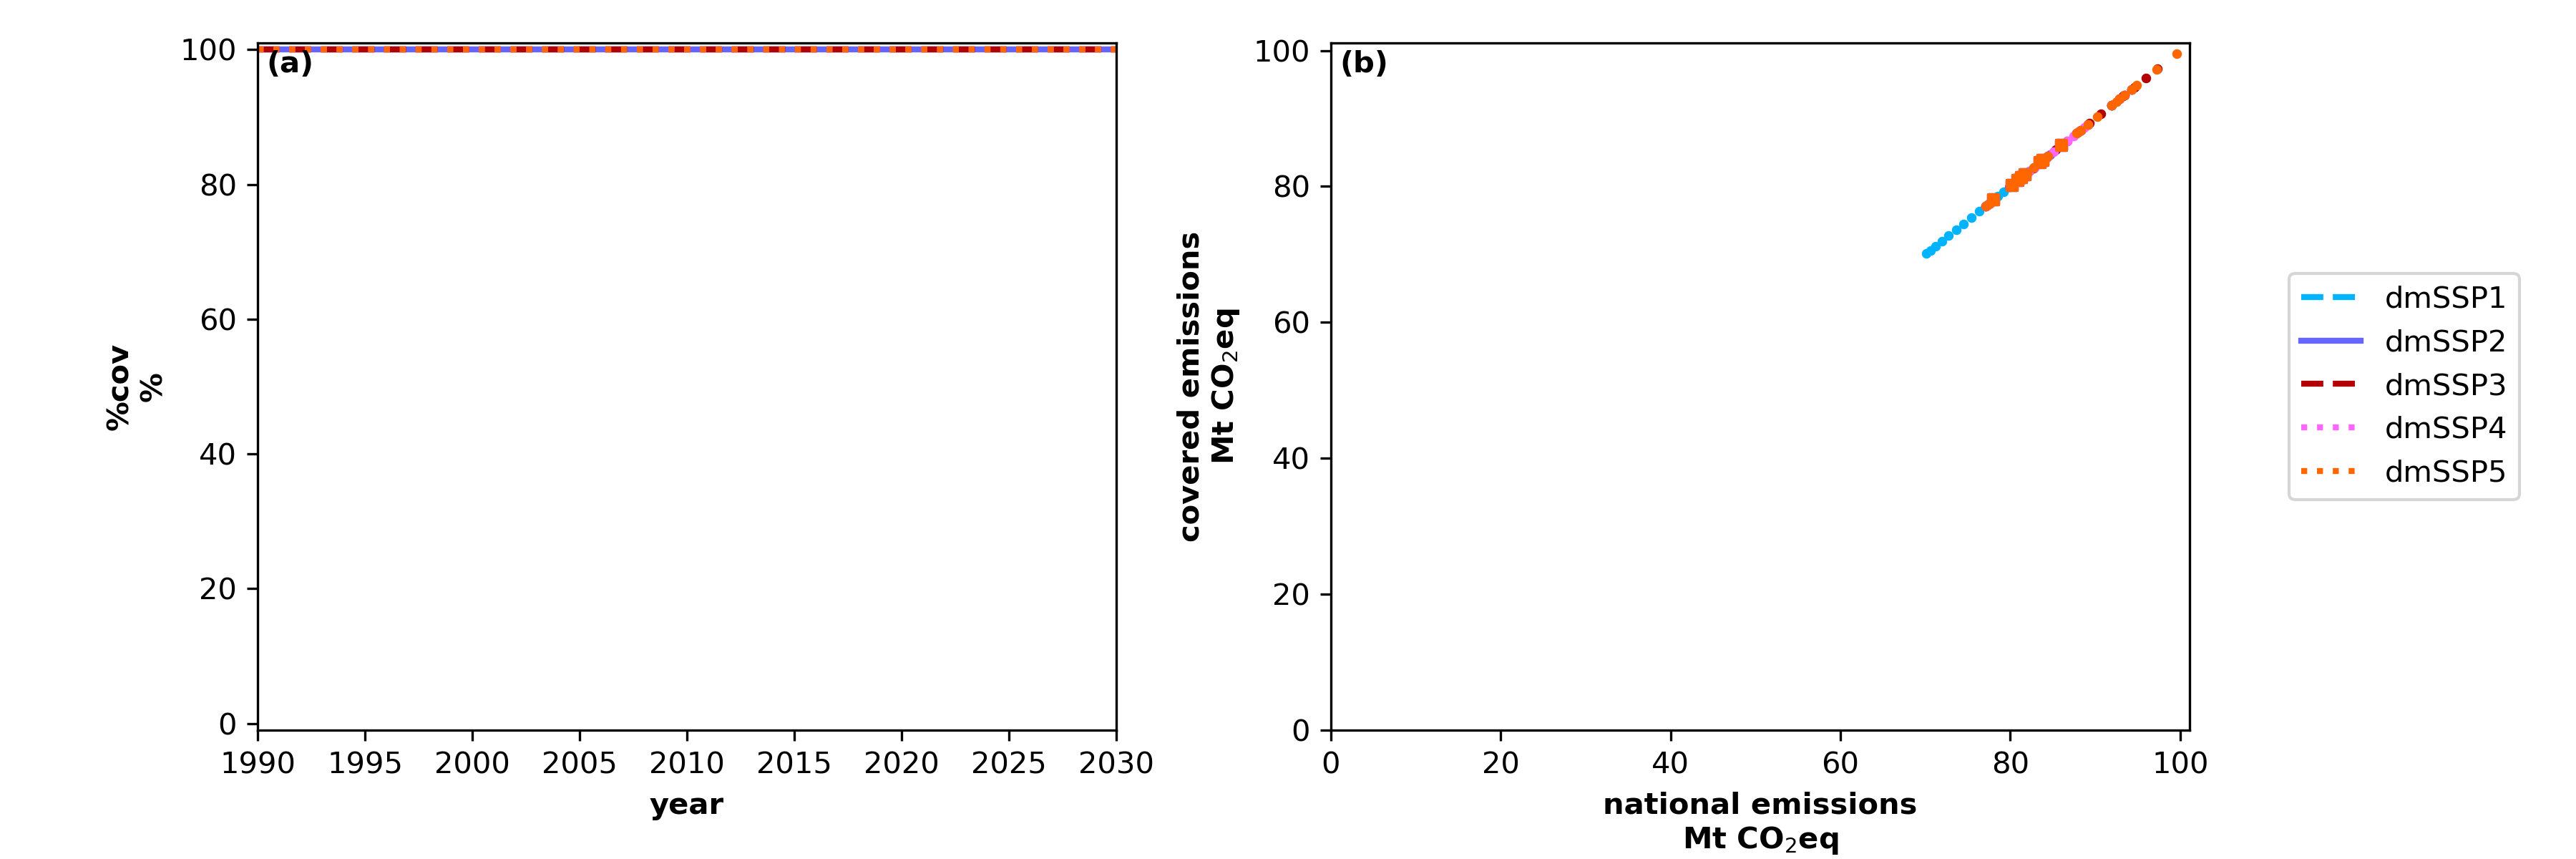 (a)
100
80
60
40
20
0
%cov
%
1990 1995 2000 2005 2010 2015 2020 2025 2030
year
(b)
100
80
60
40
20
0
covered emissions
Mt CO₂eq
0 20 40 60 80 100
national emissions
Mt CO₂eq
dmSSP1
dmSSP2
dmSSP3
dmSSP4
dmSSP5